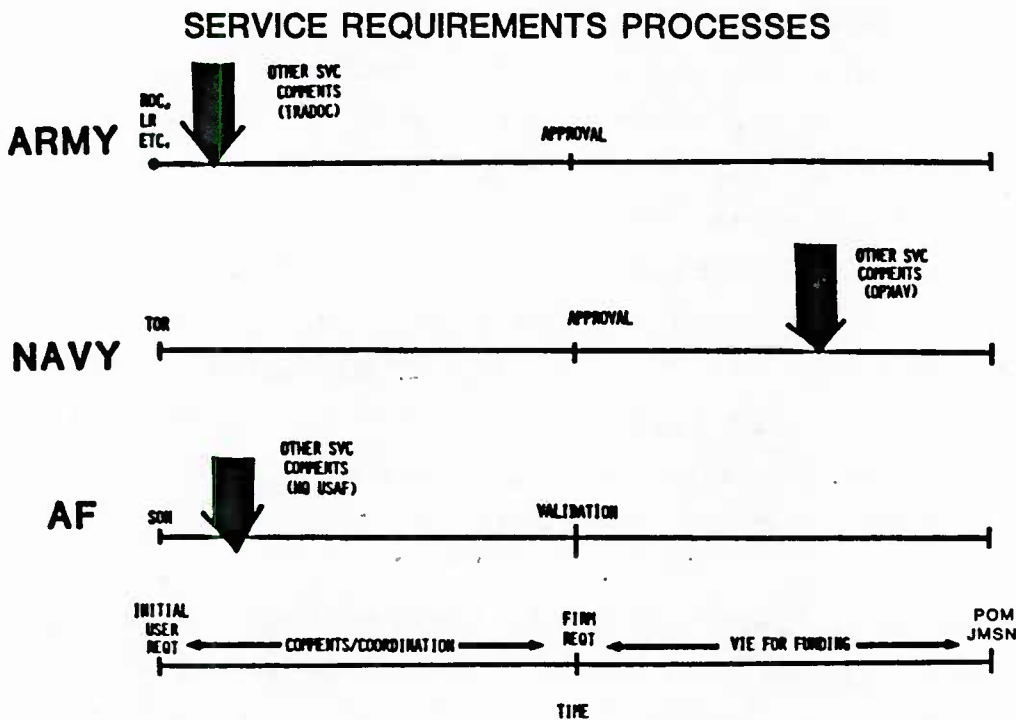 SERVICE REQUIREMENTS PROCESSES
ARMY
ROC,
LR
ETC.
OTHER SVC
COMMENTS
(TRADOC)
APPROVAL
NAVY
TOR
APPROVAL
OTHER SVC
COMMENTS
(OPNAV)
AF
SON
OTHER SVC
COMMENTS
(HQ USAF)
VALIDATION
INITIAL
USER
REQT
COMMENTS/COORDINATION
FIRM
REQT
VIE FOR FUNDING
POM
JMSN
TIME